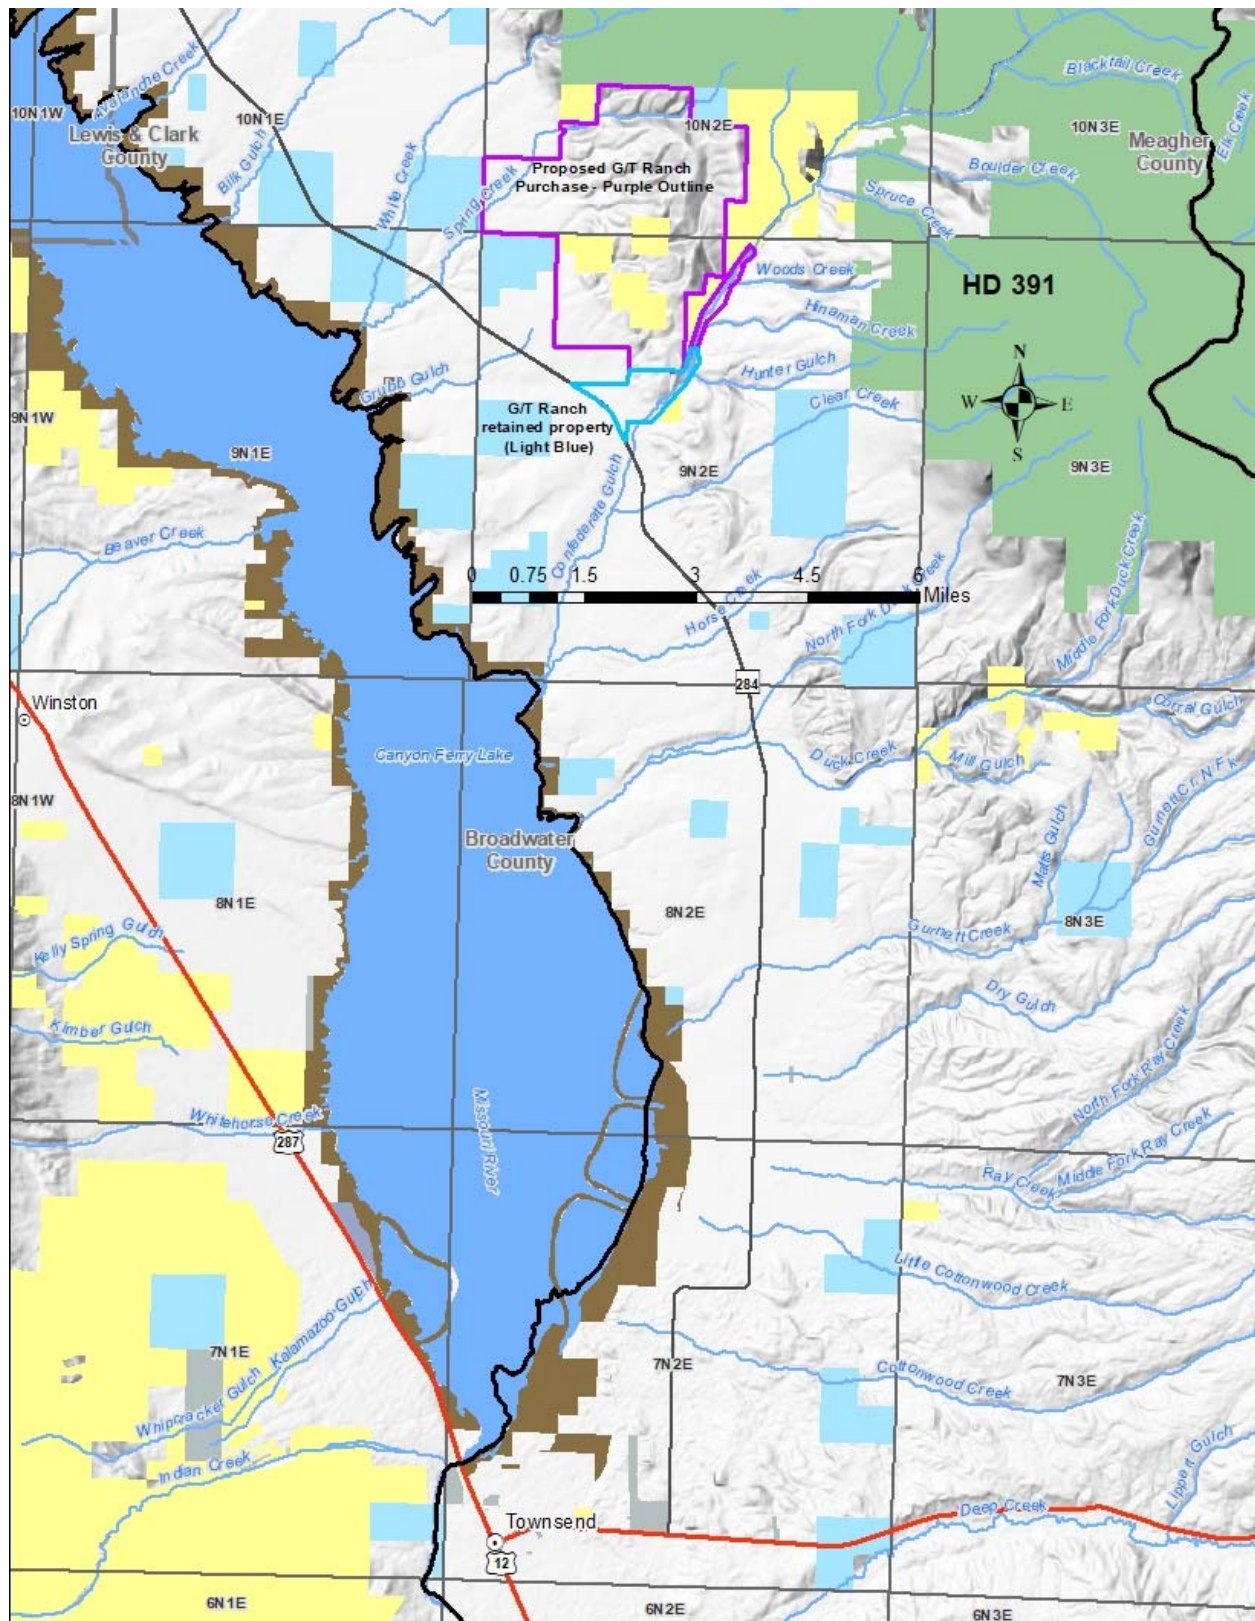 Avalanche Creek
10N1W
Lewis & Clark
County
10N1E
Bilk Gulch
White Creek
Spring Creek
10N2E
Proposed G/T Ranch
Purchase - Purple Outline
Blacktail Creek
10N3E
Meagher
County
Elk Creek
Boulder Creek
Spruce Creek
Woods Creek
HD 391
Hinaman Creek
Hunter Gulch
Clear Creek
N
W
E
S
Grubb Gulch
G/T Ranch
retained property
(Light Blue)
9N1W
9N1E
9N2E
9N3E
Confederate Gulch
Beaver Creek
0 0.75 1.5 3 4.5 6
Miles
Horse Creek
North Fork Duck Creek
Middle Fork Duck Creek
284
Winston
Corral Gulch
Canyon Ferry Lake
Duck Creek
Mill Gulch
8N1W
Broadwater
County
Gurnett Cr. N Fk
Matts Gulch
8N1E
8N2E
8N3E
Kelly Spring Gulch
Gurnett Creek
Dry Gulch
Kimber Gulch
North Fork Ray Creek
Whitehorse Creek
287
Missouri River
Middle Fork Ray Creek
Ray Creek
Little Cottonwood Creek
Kalamazoo Gulch
7N1E
7N2E
Cottonwood Creek
7N3E
Whipcracker Gulch
Indian Creek
Lippert Gulch
Deep Creek
Townsend
12
6N1E
6N2E
6N3E